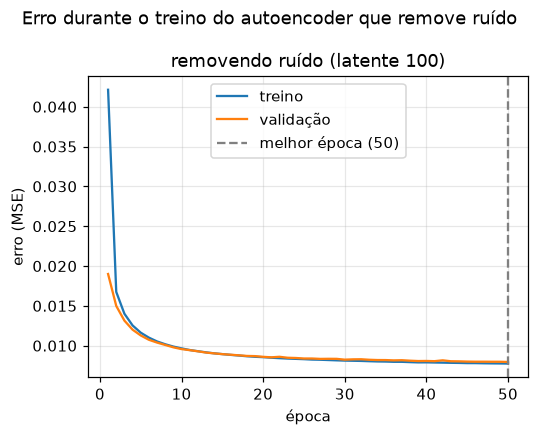 Erro durante o treino do autoencoder que remove ruído
removendo ruído (latente 100)
treino
validação
melhor época (50)
0.040
0.035
0.030
0.025
0.020
0.015
0.010
erro (MSE)
0 10 20 30 40 50
época